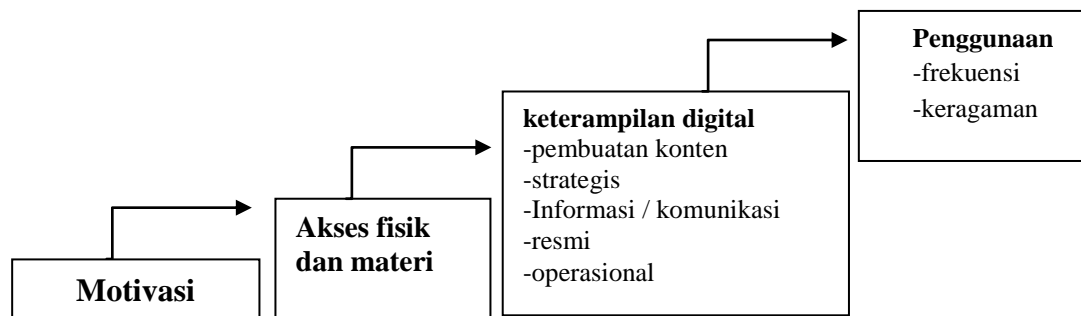 Motivasi
Akses fisik
dan materi
keterampilan digital
-pembuatan konten
-strategis
-Informasi / komunikasi
-resmi
-operasional
Penggunaan
-frekuensi
-keragaman